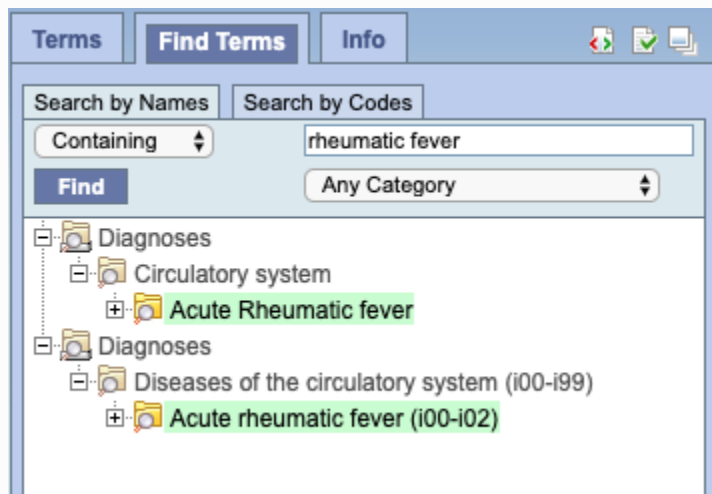 Terms Find Terms Info
Search by Names Search by Codes
Containing rheumatic fever
Find Any Category
Diagnoses
Circulatory system
Acute Rheumatic fever
Diagnoses
Diseases of the circulatory system (i00-i99)
Acute rheumatic fever (i00-i02)